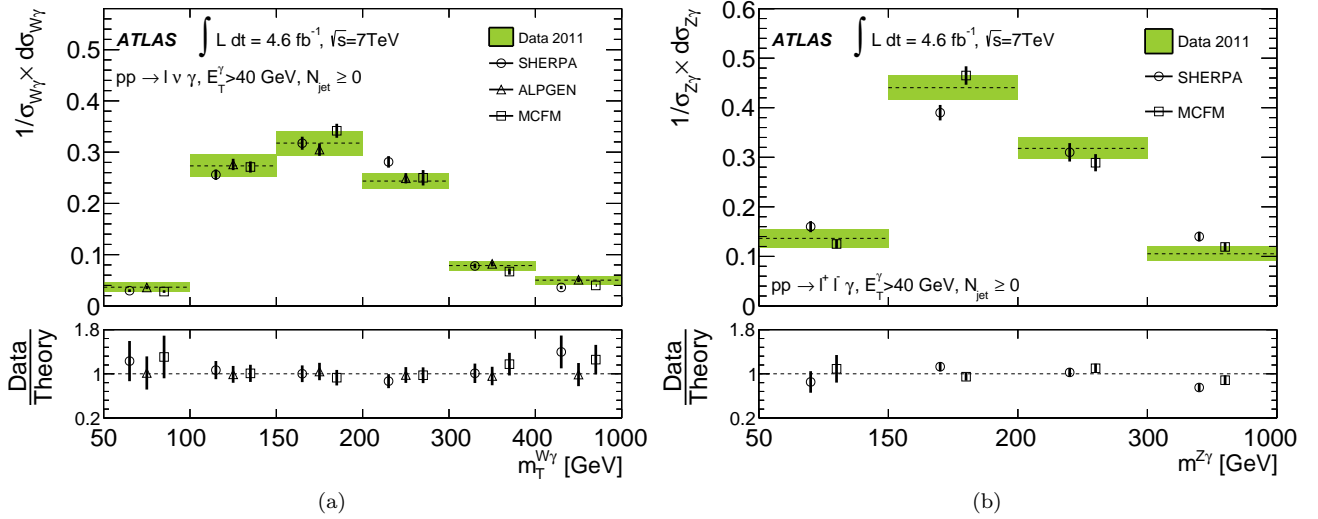 1/σ_Wγ × dσ_Wγ
0.5
0.4
0.3
0.2
0.1
0
ATLAS ∫ L dt = 4.6 fb⁻¹, √s=7TeV
pp → l ν γ, E_T^γ>40 GeV, N_jet ≥ 0
Data 2011
SHERPA
ALPGEN
MCFM
Data
Theory
1.8
1
0.2
50 100 150 200 300 400 1000
m_T^Wγ [GeV]
(a)
1/σ_Zγ × dσ_Zγ
0.6
0.5
0.4
0.3
0.2
0.1
0
ATLAS ∫ L dt = 4.6 fb⁻¹, √s=7TeV
Data 2011
SHERPA
MCFM
pp → l⁺ l⁻ γ, E_T^γ>40 GeV, N_jet ≥ 0
Data
Theory
1.8
1
0.2
50 150 200 300 1000
m^Zγ [GeV]
(b)